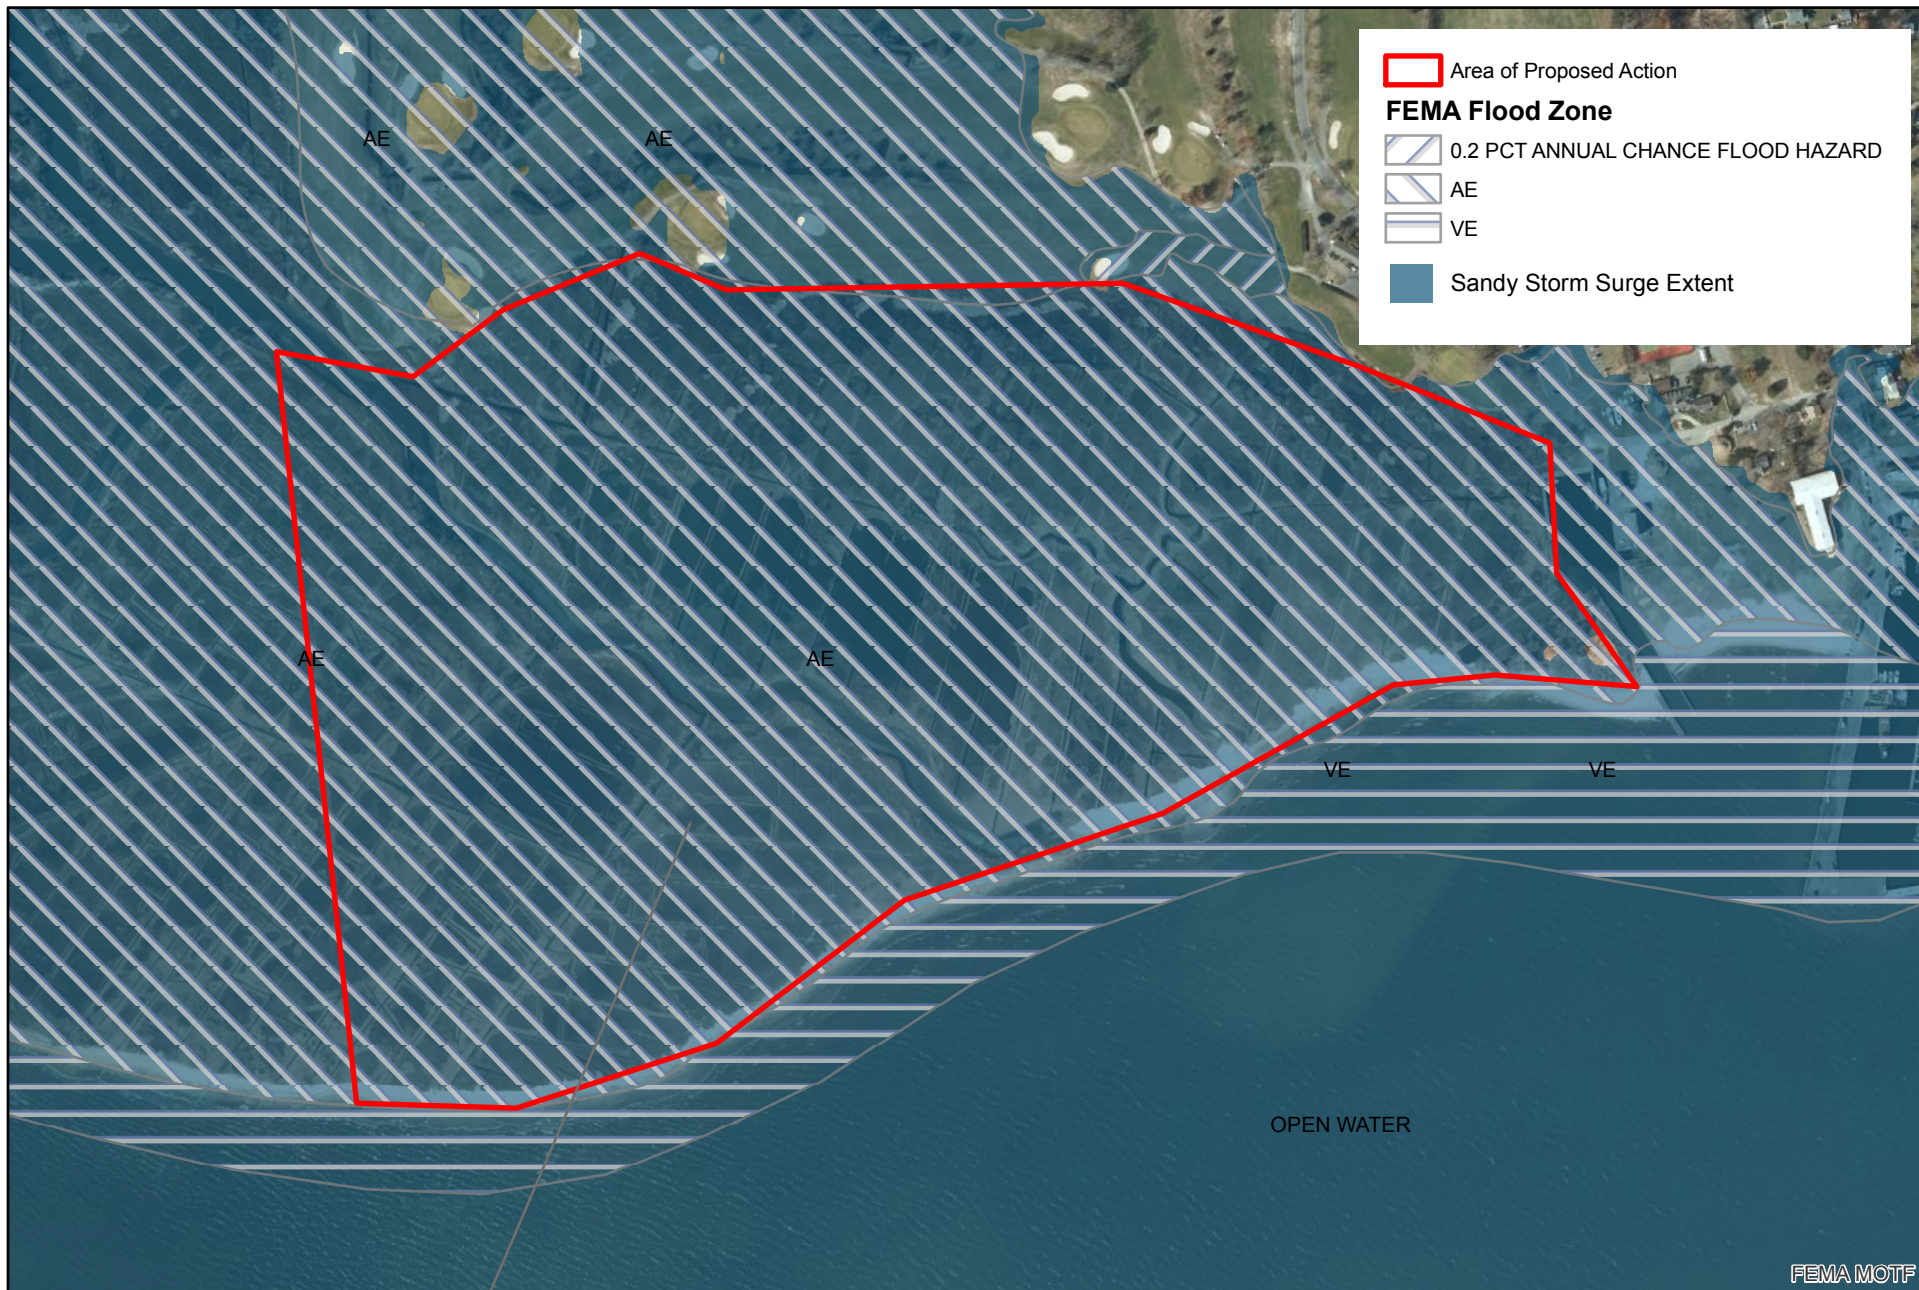 Area of Proposed Action
FEMA Flood Zone
0.2 PCT ANNUAL CHANCE FLOOD HAZARD
AE
VE
Sandy Storm Surge Extent
AE
AE
AE
AE
VE
VE
OPEN WATER
FEMA MOTF